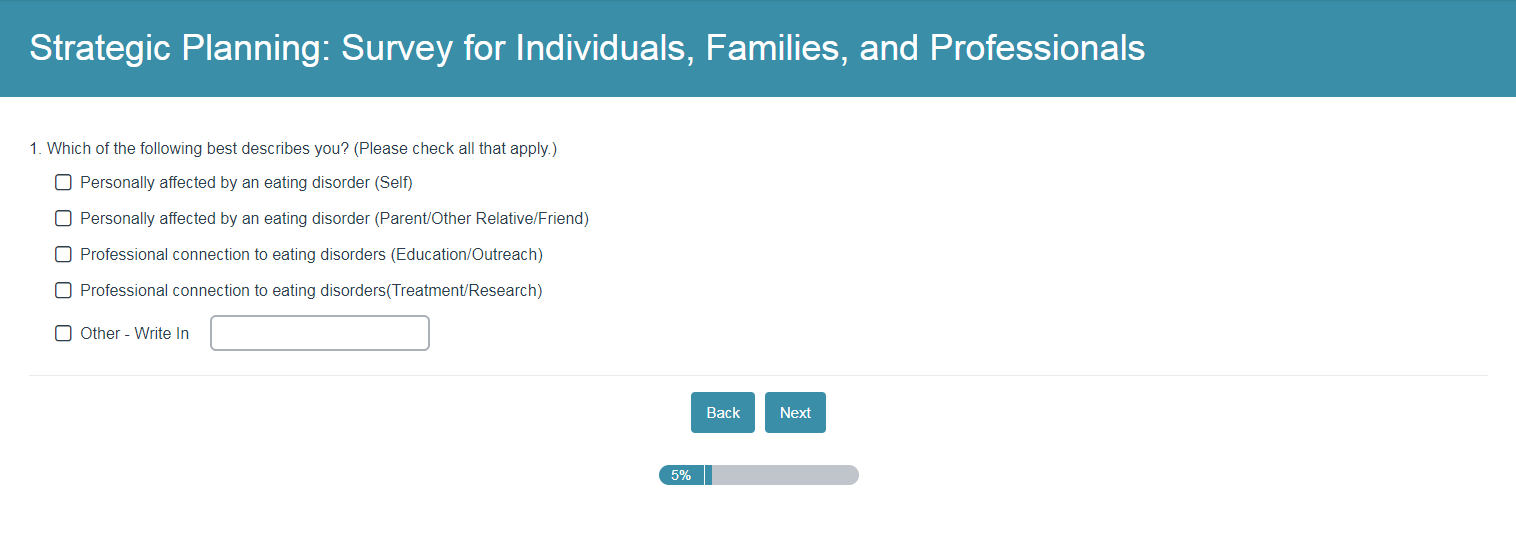 Strategic Planning: Survey for Individuals, Families, and Professionals
1. Which of the following best describes you? (Please check all that apply.)
Personally affected by an eating disorder (Self)
Personally affected by an eating disorder (Parent/Other Relative/Friend)
Professional connection to eating disorders (Education/Outreach)
Professional connection to eating disorders(Treatment/Research)
Other - Write In
Back Next
5%